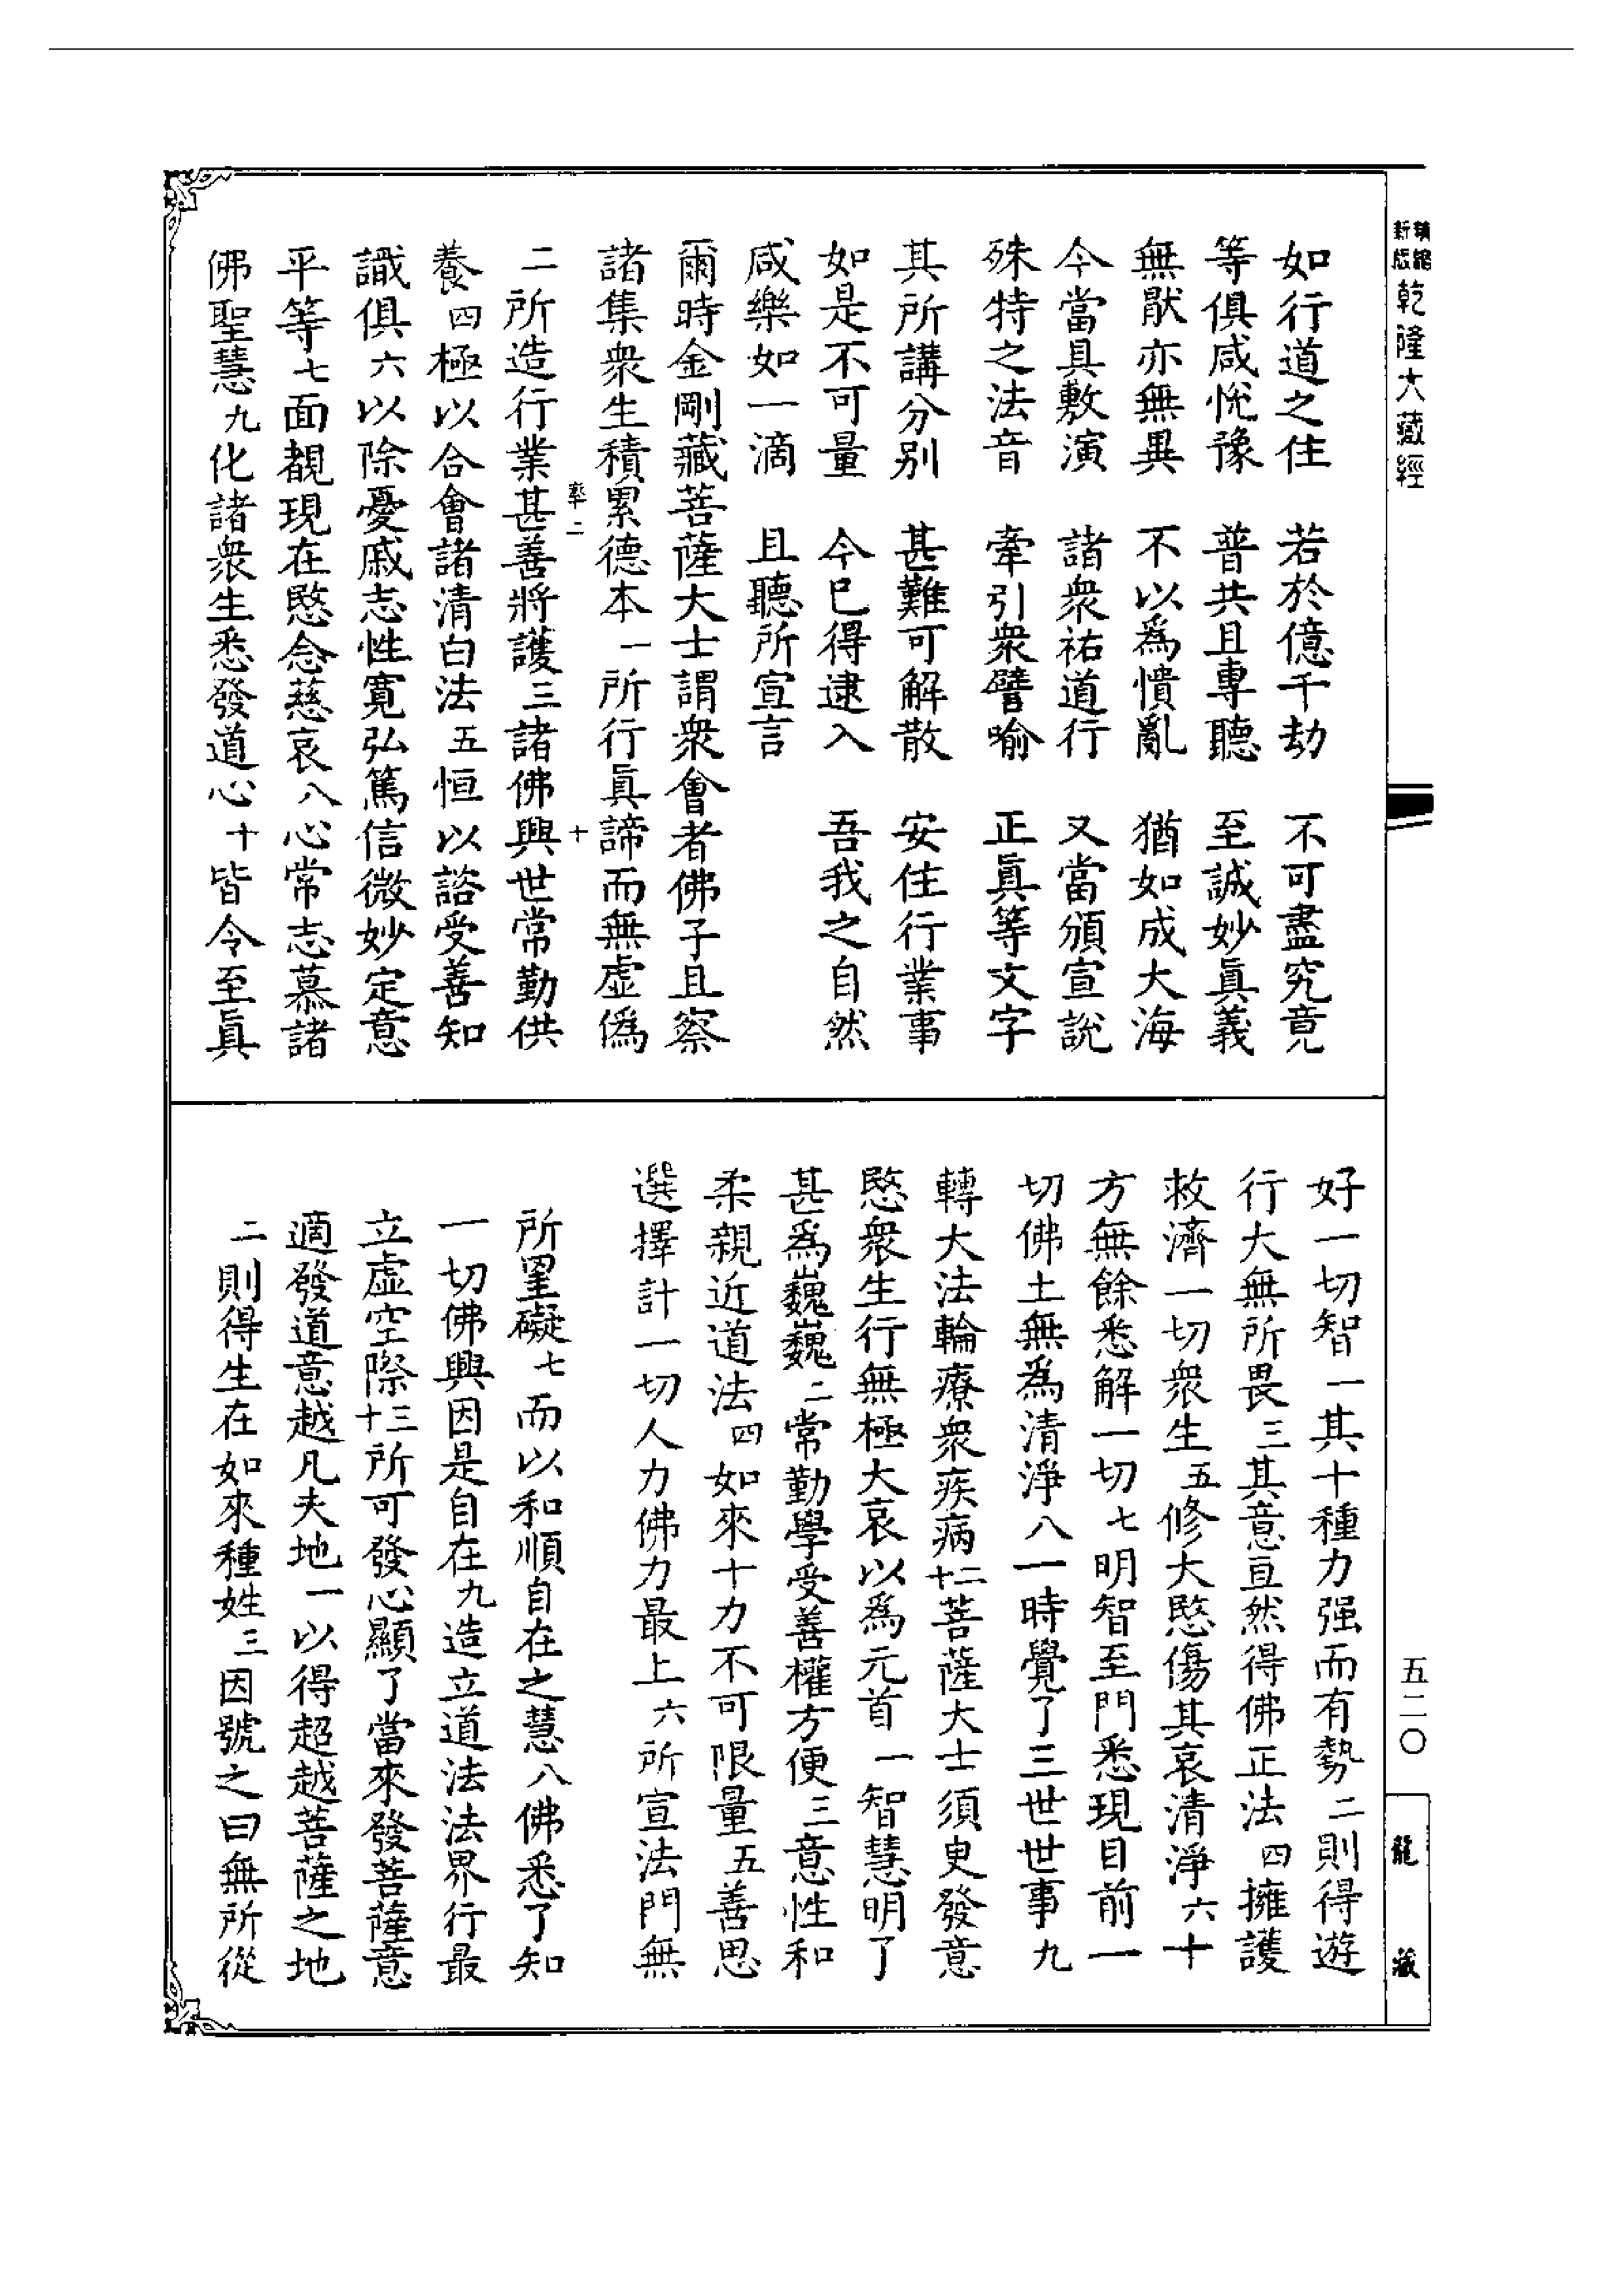 乾隆大藏經
如行道之住　若於億千劫　不可盡究竟
等俱咸悅豫　普共且專聽　至誠妙眞義
無猒亦無異　不以爲憒亂　猶如成大海
今當具敷演　諸衆祐道行　又當頒宣說
殊特之法音　牽引衆譬喻　正眞等文字
其所講分別　甚難可解散　安住行業事
如是不可量　今已得逮入　吾我之自然
咸樂如一滴　且聽所宣言
爾時金剛藏菩薩大士謂衆會者佛子且察
諸集衆生積累德本一所行眞諦而無虛僞
率二　十
二所造行業甚善將護三諸佛興世常勤供
養四極以合會諸清白法五恒以諮受善知
識俱六以除憂慼志性寬弘篤信微妙定意
平等七面覩現在愍念慈哀八心常志慕諸
佛聖慧九化諸衆生悉發道心十皆令至眞
好一切智一其十種力强而有勢二則得遊
行大無所畏三其意亘然得佛正法四擁護
救濟一切衆生五修大愍傷其哀清淨六十
方無餘悉解一切七明智至門悉現目前一
切佛土無爲清淨八一時覺了三世世事九
轉大法輪療衆疾病十二菩薩大士須臾發意
愍衆生行無極大哀以爲元首一智慧明了
甚爲巍巍二常勤學受善權方便三意性和
柔親近道法四如來十力不可限量五善思
選擇計一切人力佛力最上六所宣法門無
所罣礙七而以和順自在之慧八佛悉了知
一切佛興因是自在九造立道法法界行最
立虛空際十三所可發心顯了當來發菩薩意
適發道意越凡夫地一以得超越菩薩之地
二則得生在如來種姓三因號之曰無所從
五二〇
龍藏